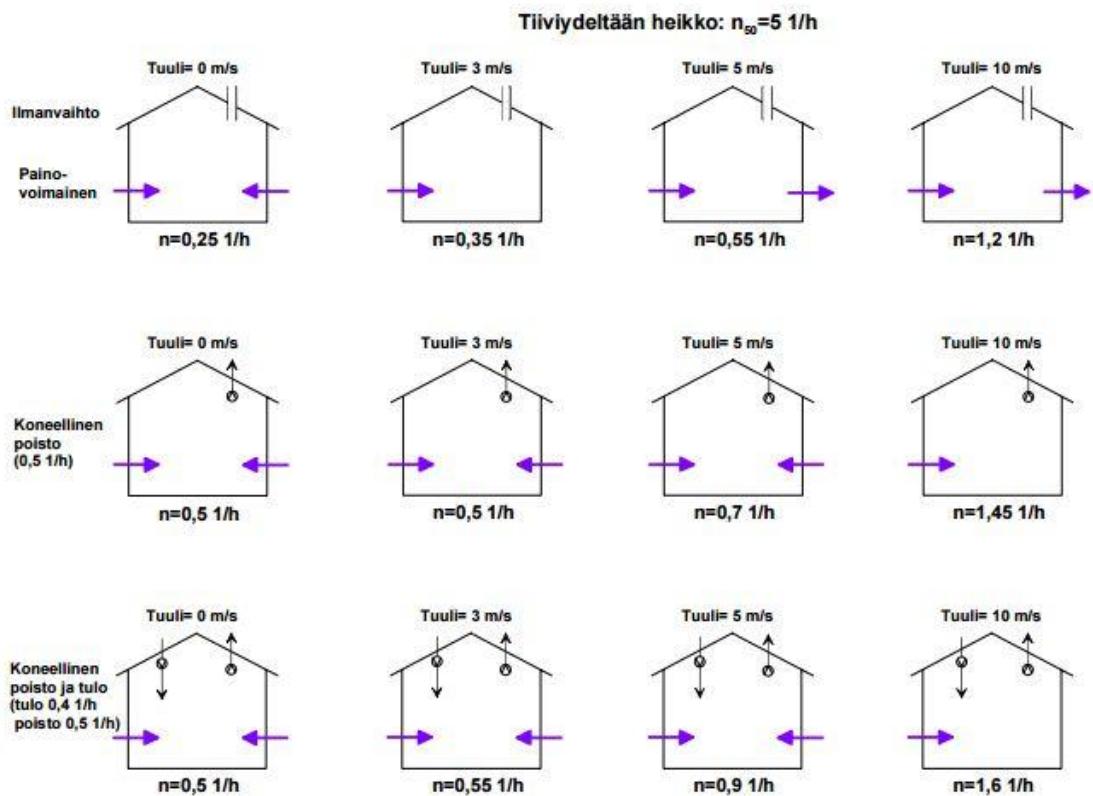 Tiiviydeltään heikko: n50=5 1/h
Tuuli= 0 m/s
Tuuli= 3 m/s
Tuuli= 5 m/s
Tuuli= 10 m/s
Ilmanvaihto
Paino-
voimainen
n=0,25 1/h
n=0,35 1/h
n=0,55 1/h
n=1,2 1/h
Tuuli= 0 m/s
Tuuli= 3 m/s
Tuuli= 5 m/s
Tuuli= 10 m/s
Koneellinen
poisto
(0,5 1/h)
n=0,5 1/h
n=0,5 1/h
n=0,7 1/h
n=1,45 1/h
Tuuli= 0 m/s
Tuuli= 3 m/s
Tuuli= 5 m/s
Tuuli= 10 m/s
Koneellinen
poisto ja tulo
(tulo 0,4 1/h
poisto 0,5 1/h)
n=0,5 1/h
n=0,55 1/h
n=0,9 1/h
n=1,6 1/h